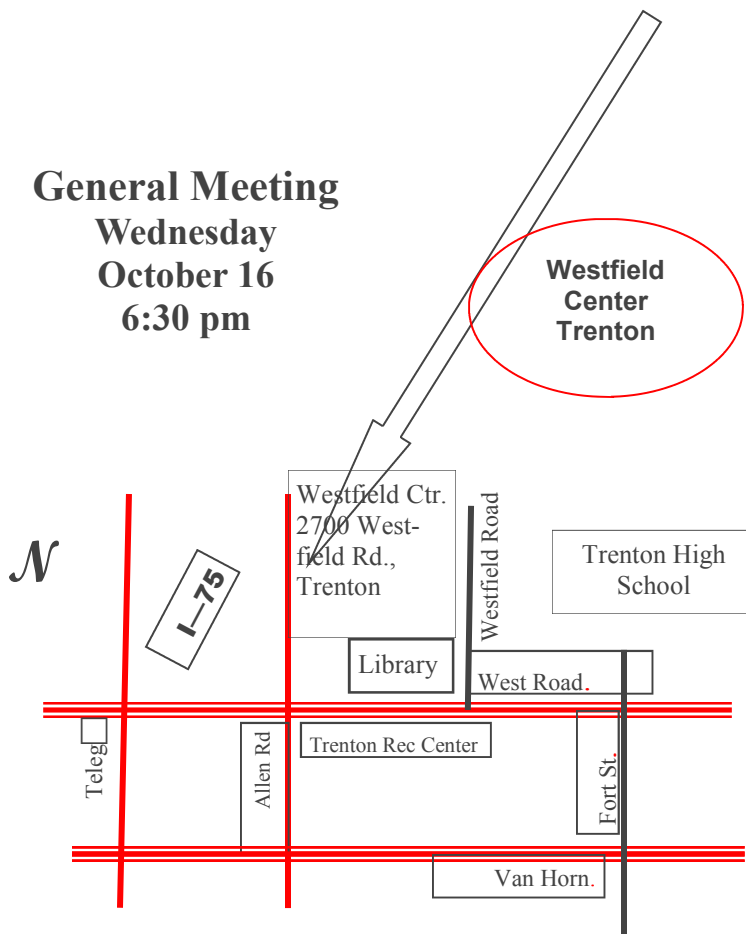 General Meeting
Wednesday
October 16
6:30 pm
Westfield
Center
Trenton
Westfield Ctr.
2700 West-
field Rd.,
Trenton
Westfield Road
Trenton High
School
N
I—75
Library
West Road.
Teleg
Allen Rd
Trenton Rec Center
Fort St.
Van Horn.